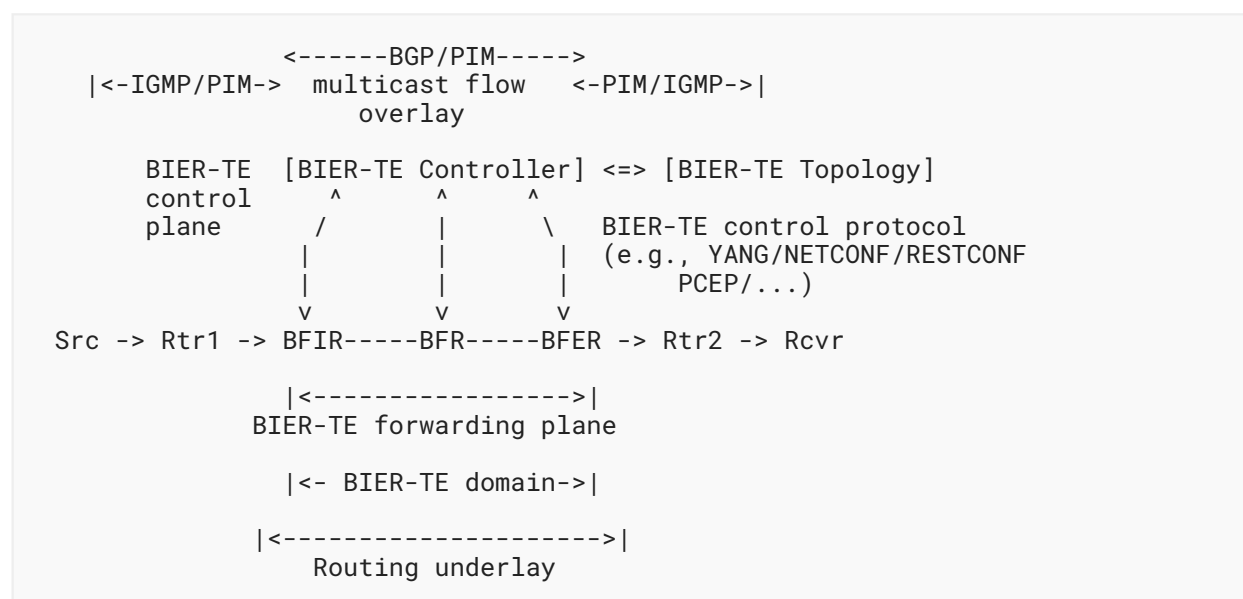 <------BGP/PIM----->
   |<-IGMP/PIM->  multicast flow   <-PIM/IGMP->|
                       overlay

        BIER-TE  [BIER-TE Controller] <=> [BIER-TE Topology]
        control     ^      ^      ^
        plane      /       |       \   BIER-TE control protocol
                  |        |        |  (e.g., YANG/NETCONF/RESTCONF
                  |        |        |       PCEP/...)
                  v        v        v
 Src -> Rtr1 -> BFIR-----BFR-----BFER -> Rtr2 -> Rcvr

                |<----------------->|
              BIER-TE forwarding plane

                |<- BIER-TE domain->|

              |<--------------------->|
                  Routing underlay